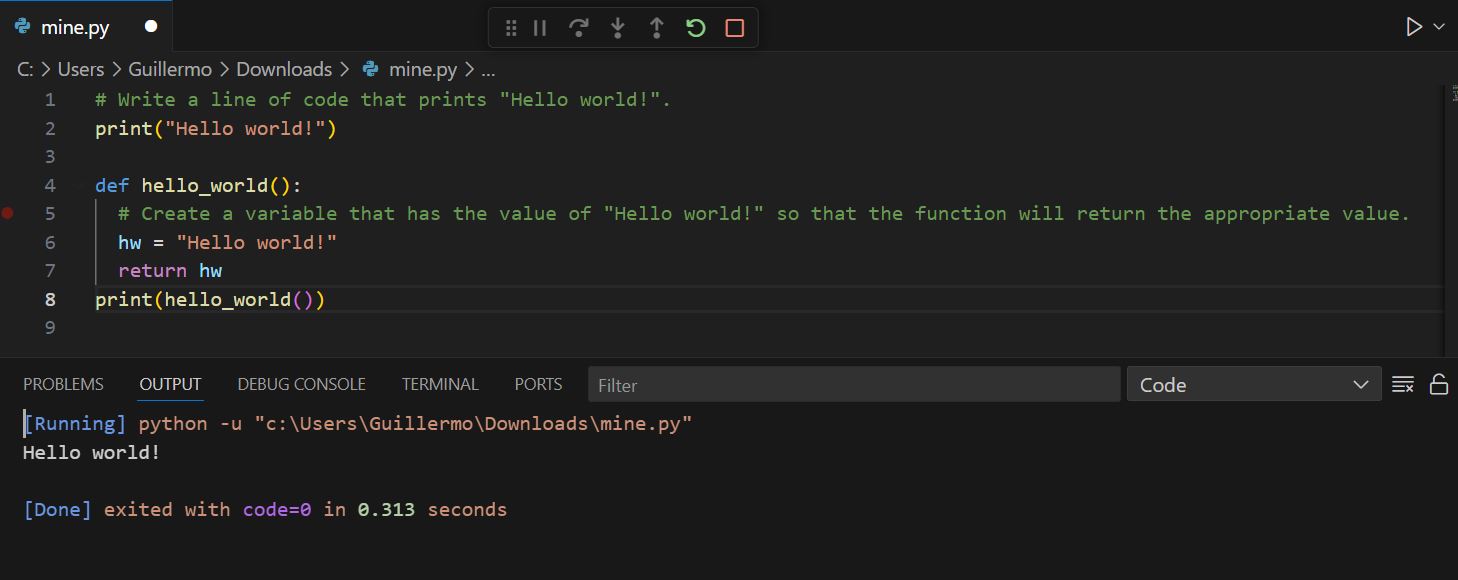 mine.py
C: > Users > Guillermo > Downloads > mine.py > ...
1 # Write a line of code that prints "Hello world!".
2 print("Hello world!")
3
4 def hello_world():
5 # Create a variable that has the value of "Hello world!" so that the function will return the appropriate value.
6 hw = "Hello world!"
7 return hw
8 print(hello_world())
9
PROBLEMS OUTPUT DEBUG CONSOLE TERMINAL PORTS Filter Code
[Running] python -u "c:\Users\Guillermo\Downloads\mine.py"
Hello world!
[Done] exited with code=0 in 0.313 seconds